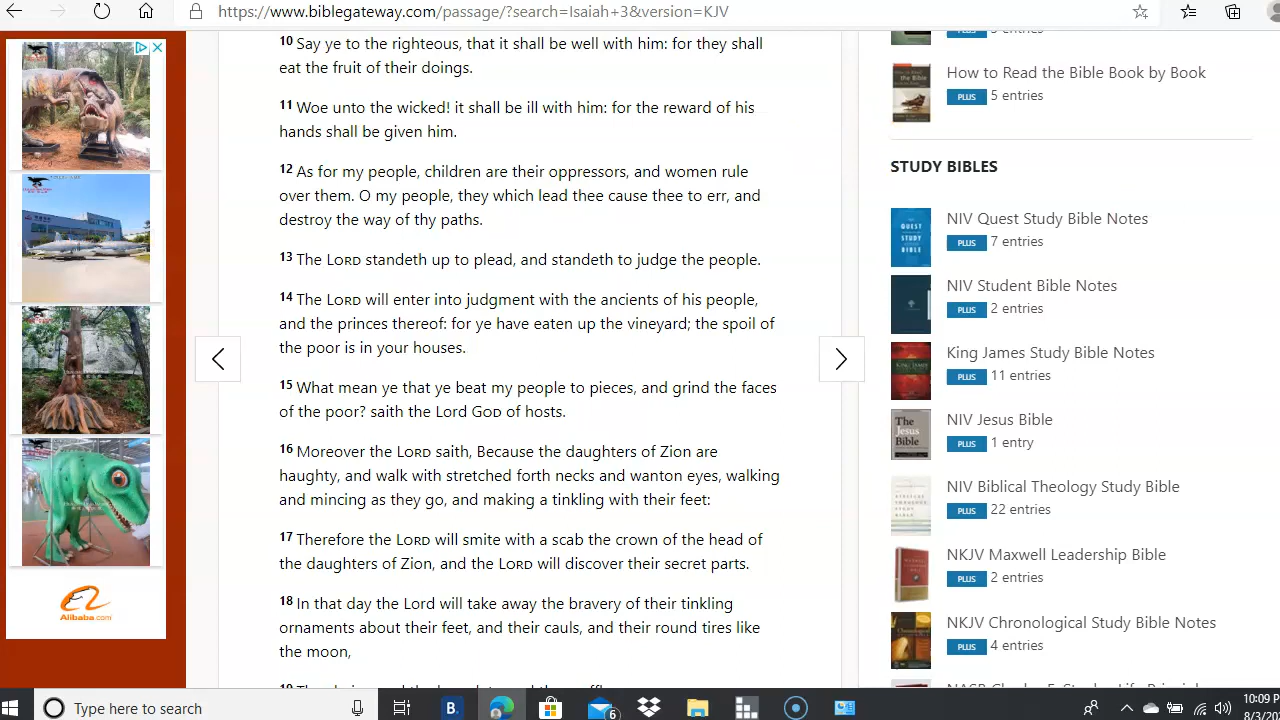 https://www.biblegateway.com/passage/?search=Isaiah+3&version=KJV
10 Say ye to the righteous, that it shall be well with him: for they shall
eat the fruit of their doings.
11 Woe unto the wicked! it shall be ill with him: for the reward of his
hands shall be given him.
12 As for my people, children are their oppressors, and women rule
over them. O my people, they which lead thee cause thee to err, and
destroy the way of thy paths.
13 The LORD standeth up to plead, and standeth to judge the people.
14 The LORD will enter into judgment with the ancients of his people,
and the princes thereof: for ye have eaten up the vineyard; the spoil of
the poor is in your houses.
15 What mean ye that ye beat my people to pieces, and grind the faces
of the poor? saith the Lord GOD of hosts.
16 Moreover the LORD saith, Because the daughters of Zion are
haughty, and walk with stretched forth necks and wanton eyes, walking
and mincing as they go, and making a tinkling with their feet:
17 Therefore the LORD will smite with a scab the crown of the head of
the daughters of Zion, and the LORD will discover their secret parts.
18 In that day the Lord will take away the bravery of their tinkling
ornaments about their feet, and their cauls, and their round tires like
the moon,
Alibaba.com
How to Read the Bible Book by Book
PLUS 5 entries
STUDY BIBLES
NIV Quest Study Bible Notes
PLUS 7 entries
NIV Student Bible Notes
PLUS 2 entries
King James Study Bible Notes
PLUS 11 entries
NIV Jesus Bible
PLUS 1 entry
The Jesus Bible
NIV Biblical Theology Study Bible
PLUS 22 entries
NKJV Maxwell Leadership Bible
PLUS 2 entries
NKJV Chronological Study Bible Notes
PLUS 4 entries
Type here to search
10:09 P